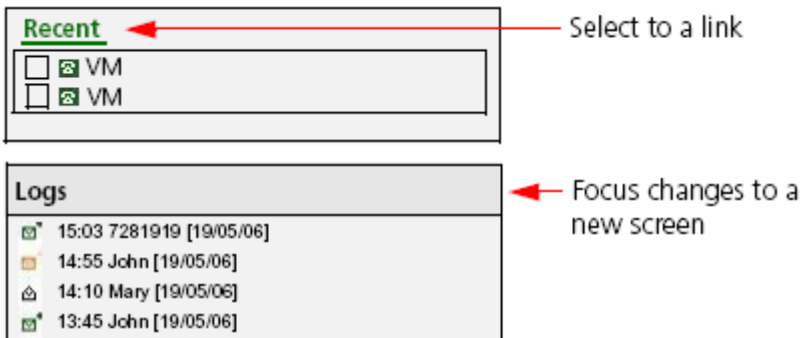 Recent
Select to a link
VM
VM
Logs
Focus changes to a
new screen
15:03 7281919 [19/05/06]
14:55 John [19/05/06]
14:10 Mary [19/05/06]
13:45 John [19/05/06]